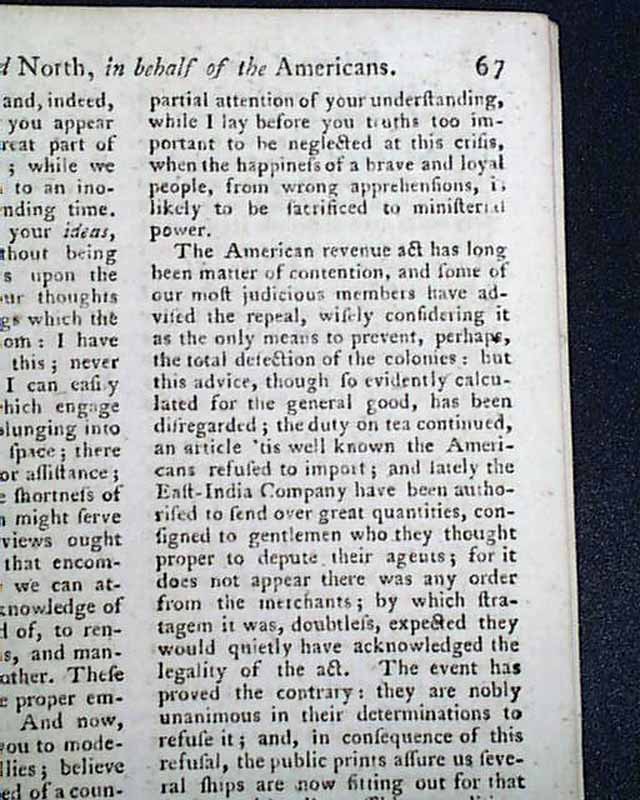 North, in behalf of the Americans. 67
and, indeed,
you appear
part of
; while we
to an ino-
time.
your ideas,
being
upon the
thoughts
which the
: I have
this; never
I can
engage
into
ſpace; there
or aſſiſtance;
ſhortneſs of
might ſerve
views ought
that encom-
we can at-
of
of, to ren-
and man-
Theſe
proper em-
And now,
you to mode-
believe
of a coun-
partial attention of your underſtanding,
while I lay before you truths too im-
portant to be neglected at this criſis,
when the happineſs of a brave and loyal
people, from wrong apprehenſions, is
likely to be ſacrificed to miniſterial
power.
The American revenue act has long
been matter of contention, and ſome of
our moſt judicious members have ad-
viſed the repeal, wiſely conſidering it
as the only means to prevent, perhaps,
the total defection of the colonies: but
this advice, though ſo evidently calcu-
lated for the general good, has been
diſregarded; the duty on tea continued,
an article 'tis well known the Ameri-
cans refuſed to import; and lately the
Eaſt-India Company have been autho-
riſed to ſend over great quantities, con-
ſigned to gentlemen who they thought
proper to depute their agents; for it
does not appear there was any order
from the merchants; by which ſtra-
tagem it was, doubtleſs, expected they
would quietly have acknowledged the
legality of the act. The event has
proved the contrary: they are nobly
unanimous in their determinations to
refuſe it; and, in conſequence of this
refuſal, the public prints aſſure us ſeve-
ral ſhips are now fitting out for that